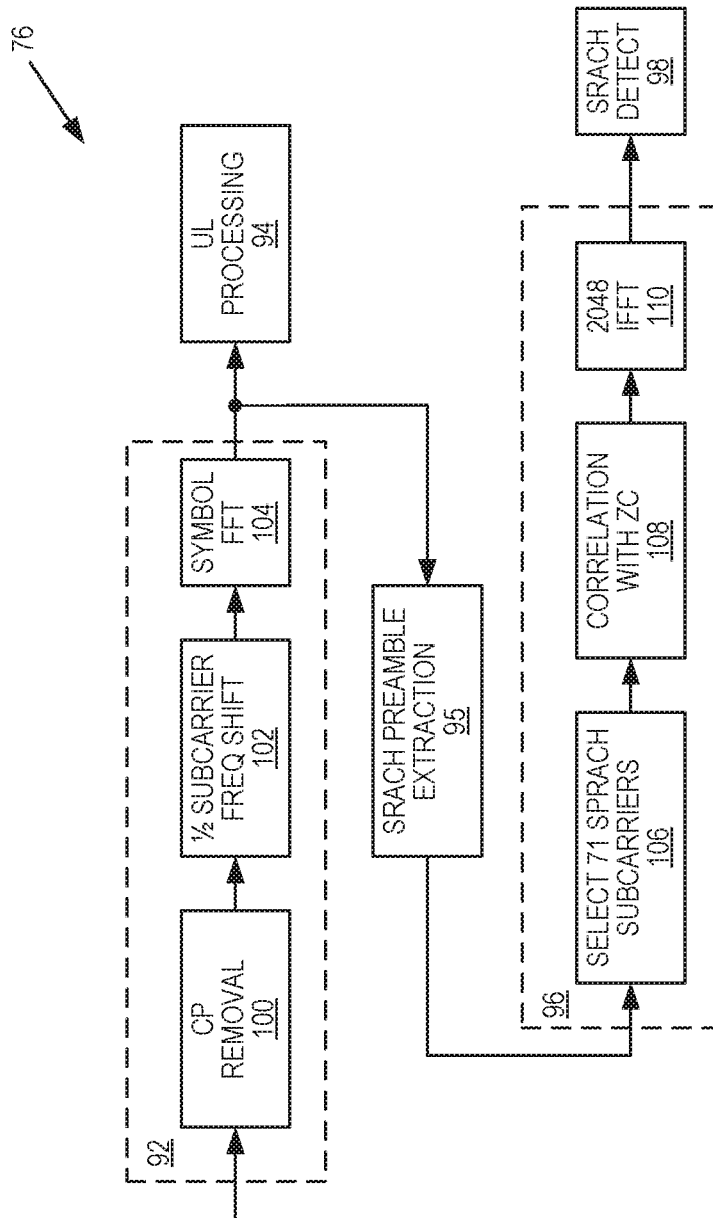 76
92
CP
REMOVAL
100
½ SUBCARRIER
FREQ SHIFT
102
SYMBOL
FFT
104
UL
PROCESSING
94
SRACH PREAMBLE
EXTRACTION
95
96
SELECT 71 SPRACH
SUBCARRIERS
106
CORRELATION
WITH ZC
108
2048
IFFT
110
SRACH
DETECT
98